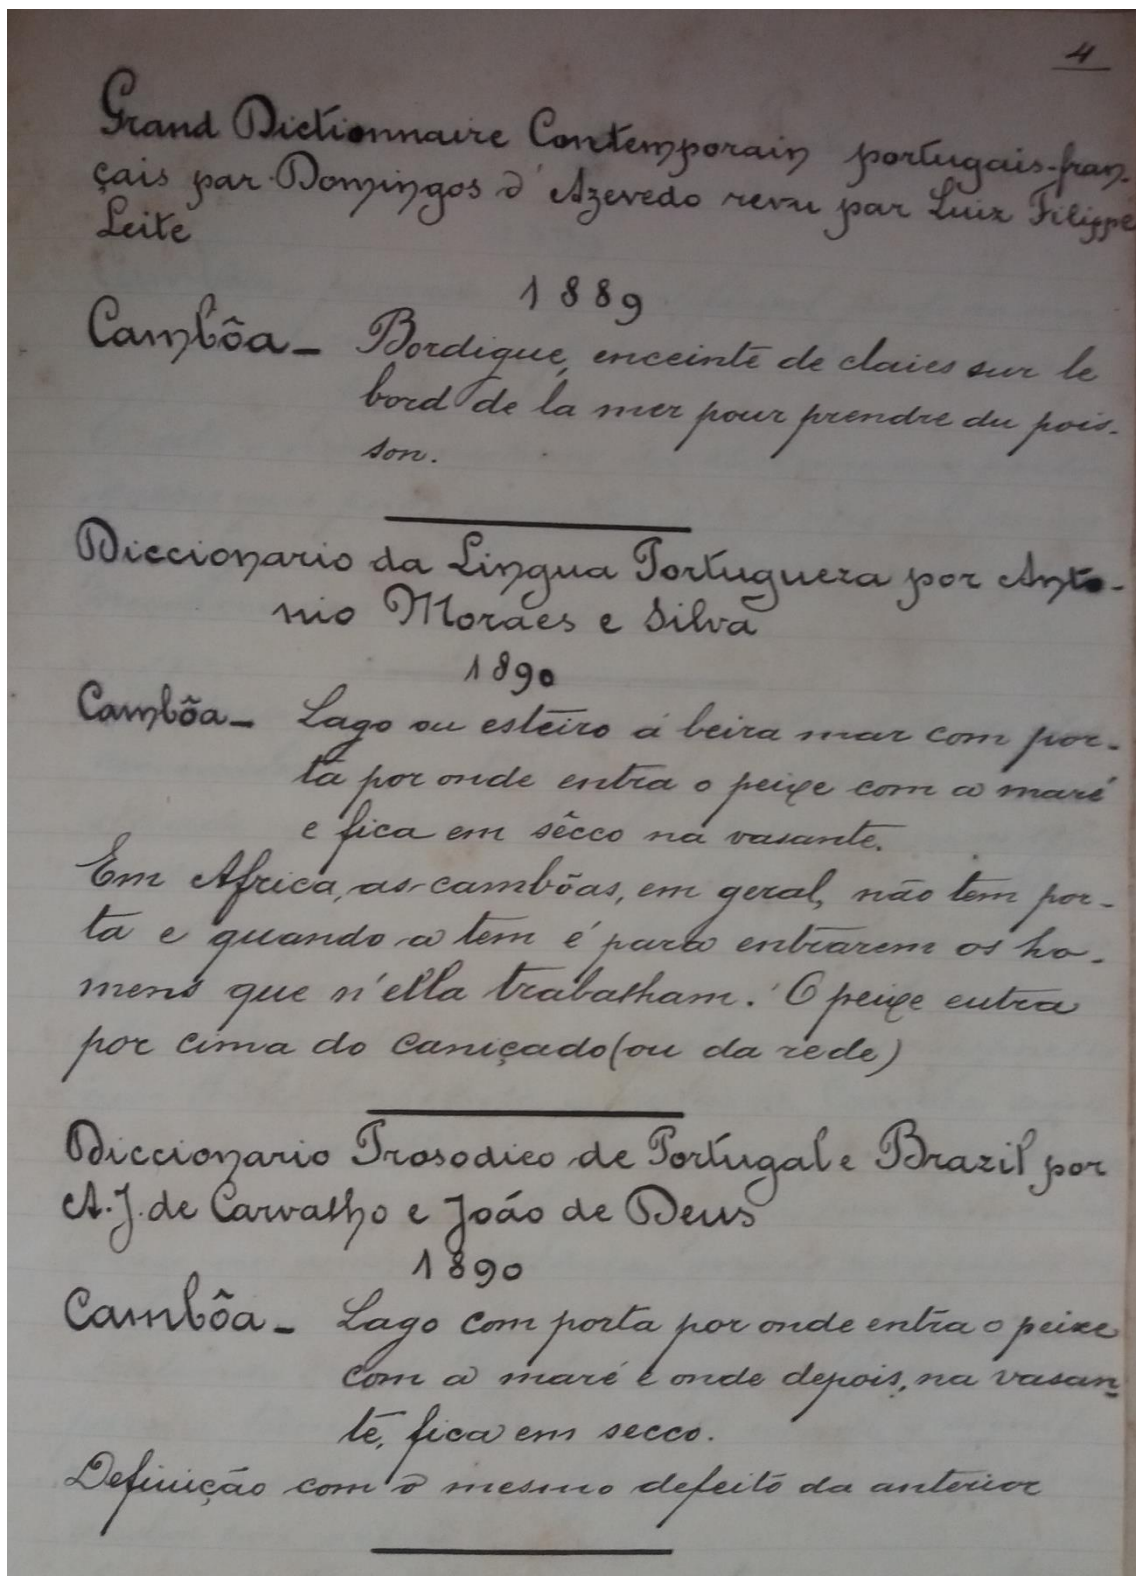 4
Grand Dictionnaire Contemporain portugais-fran-
çais par Domingos d'Azevedo revu par Luiz Filippe
Leite
1889
Cambôa - Bordigue, enceinte de claies sur le
bord de la mer pour prendre du pois-
son.
Diccionario da Lingua Portugueza por Anto-
nio Moraes e Silva
1890
Cambôa - Lago ou esteiro á beira mar com por-
ta por onde entra o peixe com a maré
e fica em sêcco na vasante.
Em Africa, as cambôas, em geral, não tem por-
ta e quando a tem é para entrarem os ho-
mens que n'ella trabalham. O peixe entra
por cima do caniçado (ou da rede)
Diccionario Prosodico de Portugal e Brazil por
A. J. de Carvalho e João de Deus
1890
Cambôa - Lago com porta por onde entra o peixe
com a maré e onde depois, na vasan-
te, fica em secco.
Definição com o mesmo defeito da anterior